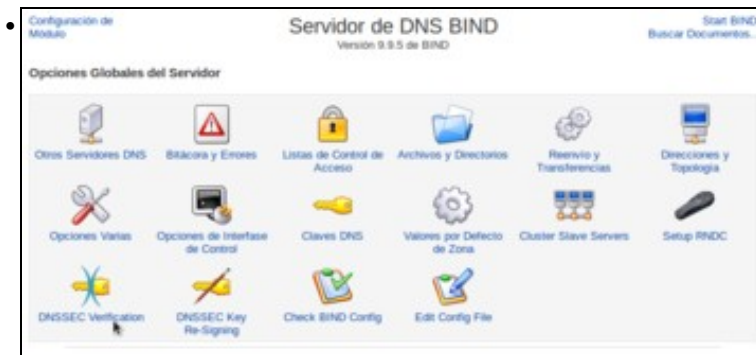 Configuración de
Módulo
Servidor de DNS BIND
Versión 9.9.5 de BIND
Start BIND
Buscar Documentos..
Opciones Globales del Servidor
Otros Servidores DNS
Bitácora y Errores
Listas de Control de
Acceso
Archivos y Directorios
Reenvío y
Transferencias
Direcciones y
Topología
Opciones Varias
Opciones de Interfase
de Control
Claves DNS
Valores por Defecto
de Zona
Cluster Slave Servers
Setup RNDC
DNSSEC Verification
DNSSEC Key
Re-Signing
Check BIND Config
Edit Config File